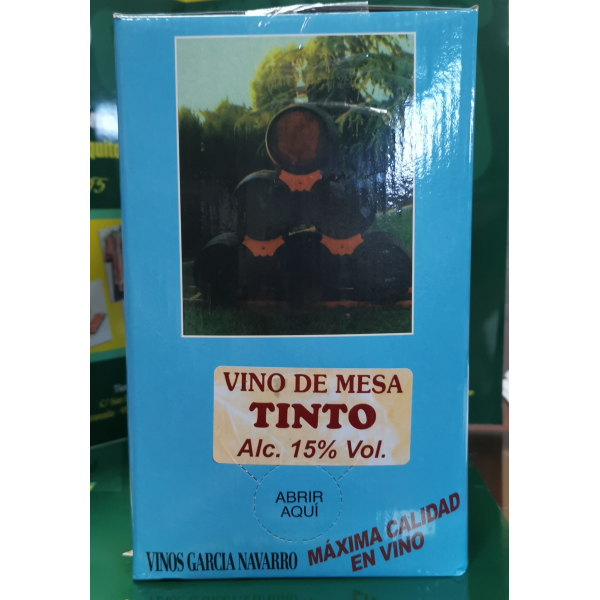 VINO DE MESA
TINTO
Alc. 15% Vol.
ABRIR
AQUÍ
VINOS GARCIA NAVARRO
MÁXIMA CALIDAD
EN VINO